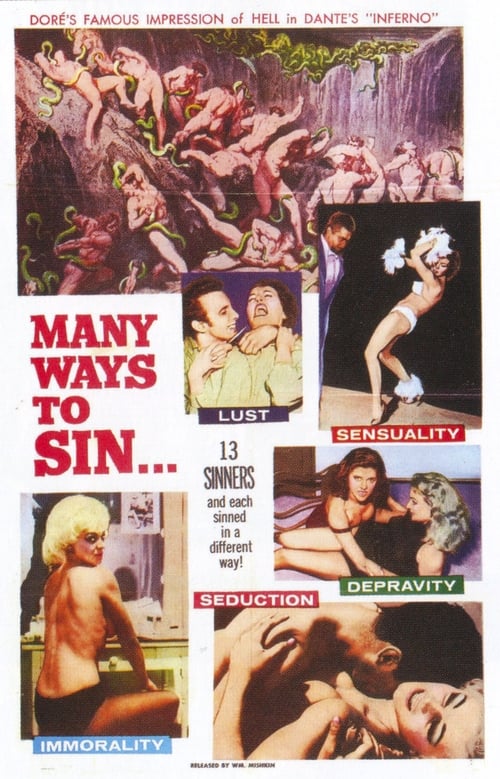 DORÉ'S FAMOUS IMPRESSION of HELL in DANTE'S "INFERNO"
MANY
WAYS
TO
SIN...
LUST
SENSUALITY
13
SINNERS
and each
sinned
in a
different
way!
DEPRAVITY
SEDUCTION
IMMORALITY
RELEASED BY WM. MISHKIN